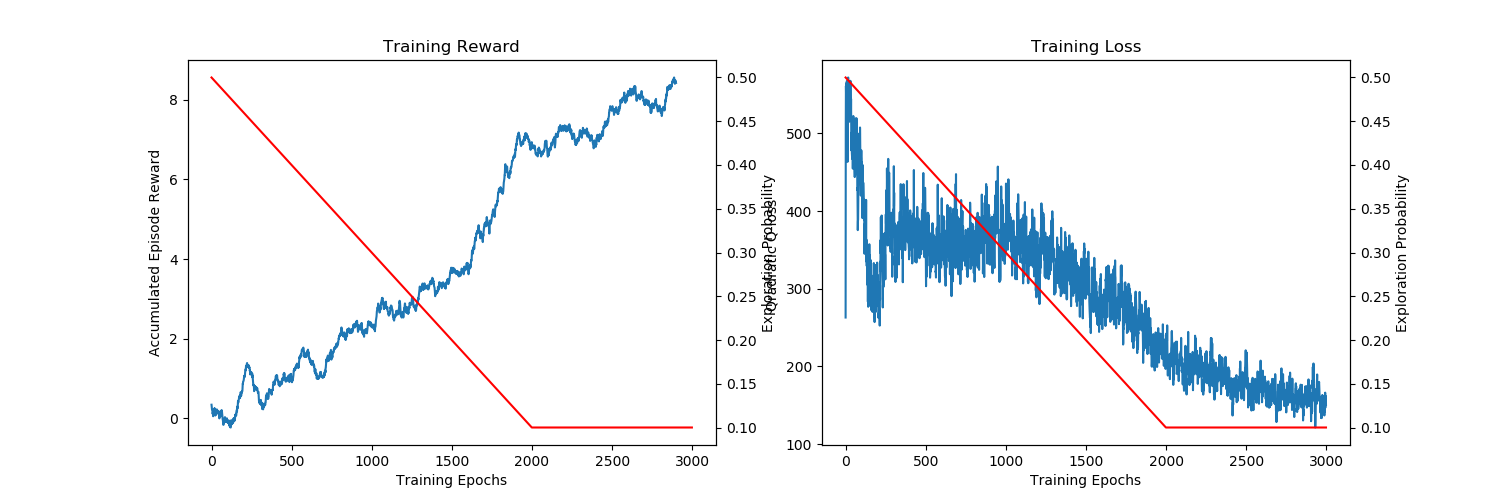 Training Reward
Accumulated Episode Reward
8
6
4
2
0
0 500 1000 1500 2000 2500 3000
Training Epochs
0.50
0.45
0.40
0.35
0.30
0.25
0.20
0.15
0.10
Exploration Probability
Training Loss
loss
500
400
300
200
100
0 500 1000 1500 2000 2500 3000
Training Epochs
0.50
0.45
0.40
0.35
0.30
0.25
0.20
0.15
0.10
Exploration Probability